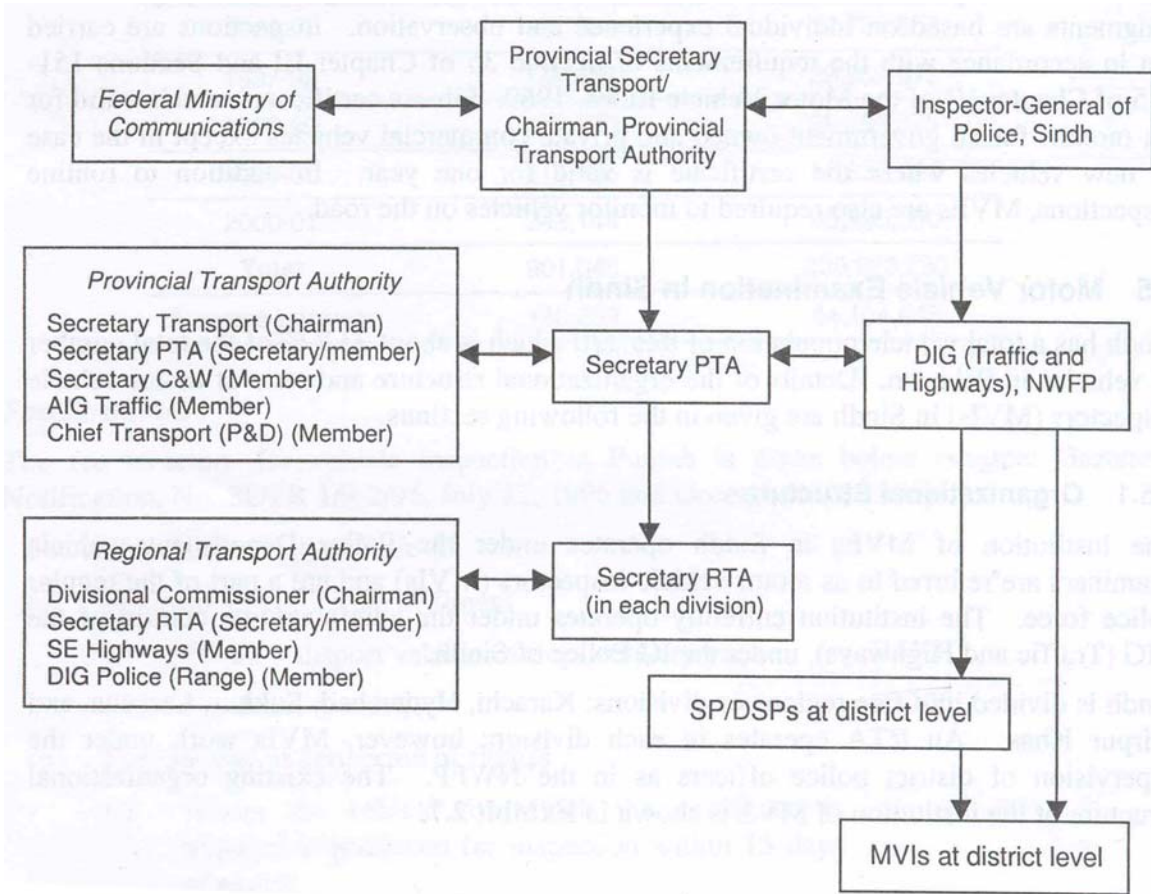 Federal Ministry of
Communications
Provincial Secretary
Transport/
Chairman, Provincial
Transport Authority
Inspector-General of
Police, Sindh
Provincial Transport Authority
Secretary Transport (Chairman)
Secretary PTA (Secretary/member)
Secretary C&W (Member)
AIG Traffic (Member)
Chief Transport (P&D) (Member)
Secretary PTA
DIG (Traffic and
Highways), NWFP
Regional Transport Authority
Divisional Commissioner (Chairman)
Secretary RTA (Secretary/member)
SE Highways (Member)
DIG Police (Range) (Member)
Secretary RTA
(in each division)
SP/DSPs at district level
MVIs at district level